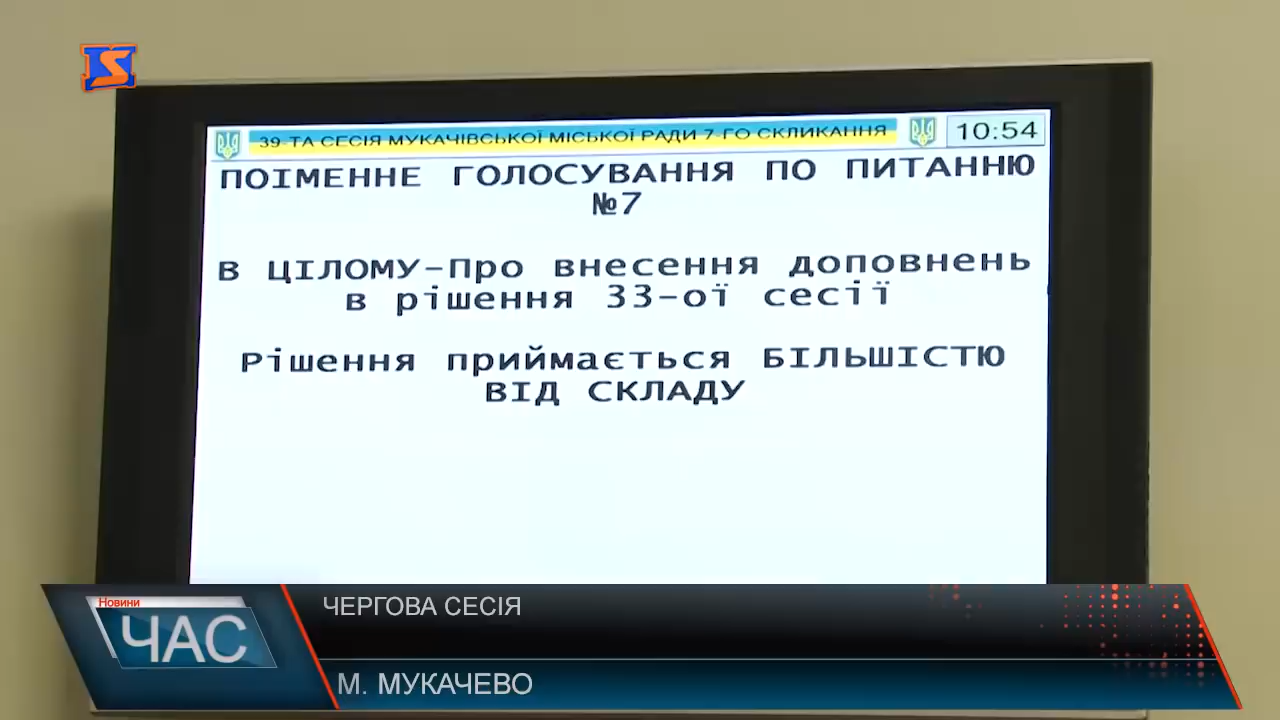 39-ТА СЕСІЯ МУКАЧІВСЬКОЇ МІСЬКОЇ РАДИ 7-ГО СКЛИКАННЯ
10:54
ПОІМЕННЕ ГОЛОСУВАННЯ ПО ПИТАННЮ
№7
В ЦІЛОМУ-Про внесення доповнень
в рішення 33-ої сесії
Рішення приймається БІЛЬШІСТЮ
ВІД СКЛАДУ
Новини
ЧАС
ЧЕРГОВА СЕСІЯ
М. МУКАЧЕВО